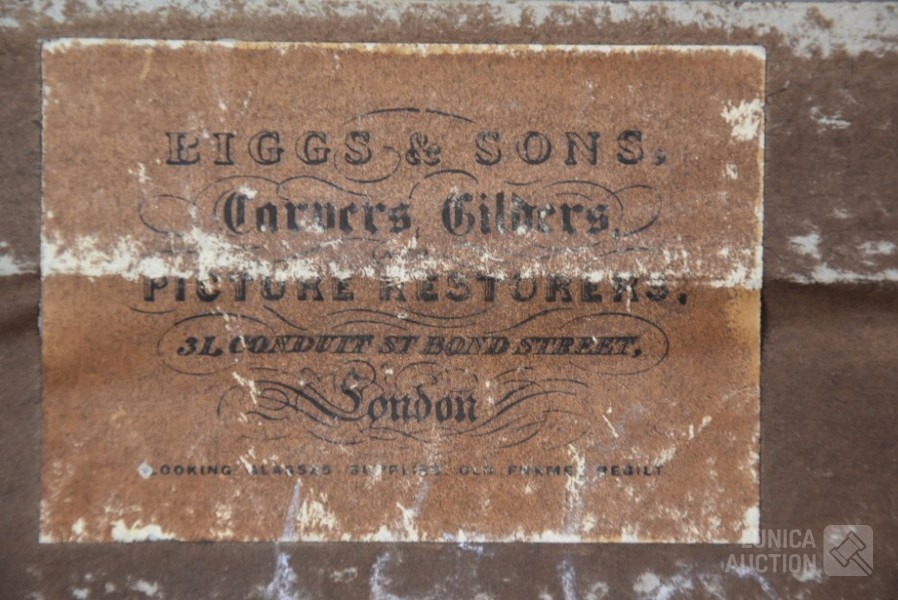 BIGGS & SONS,
Carvers, Gilders,
PICTURE RESTORERS,
31, CONDUIT ST BOND STREET,
London
LOOKING GLASSES SUPPLIED. OLD FRAMES REGILT
LUNICA
AUCTION